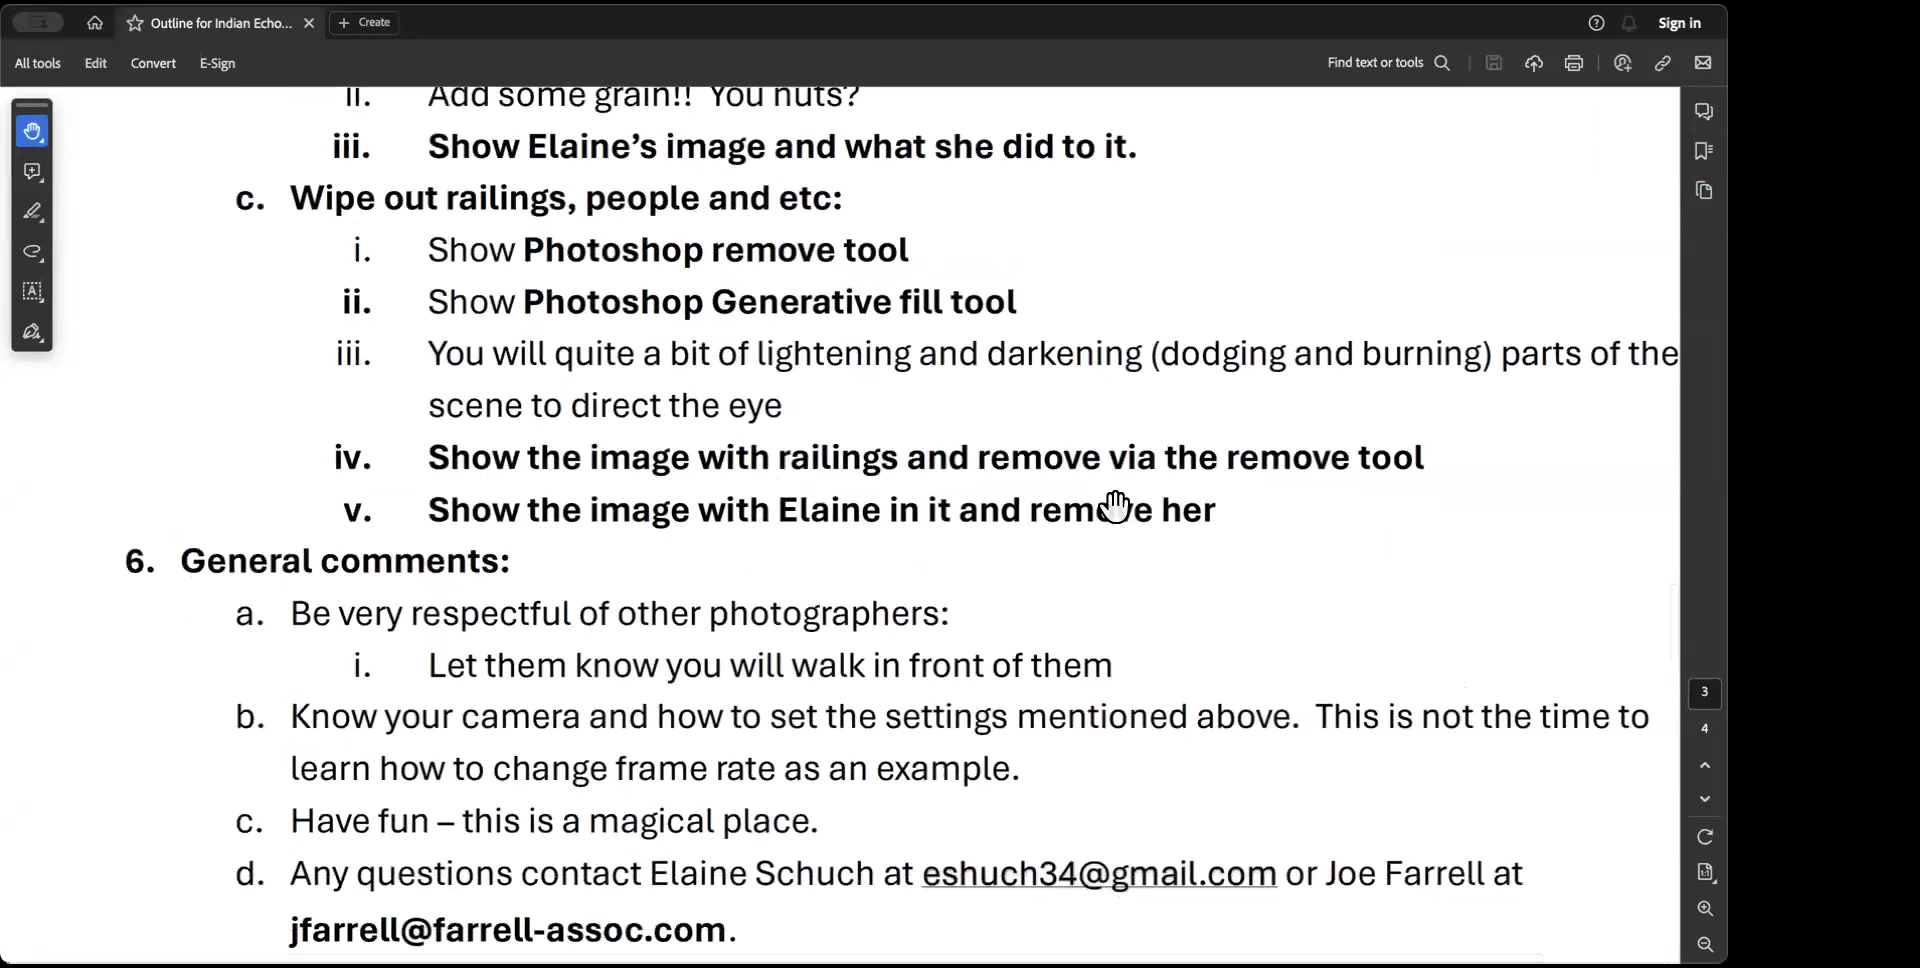 Outline for Indian Echo...
Create
Sign in
All tools Edit Convert E-Sign
Find text or tools
ii. Add some grain!! You nuts?
iii. Show Elaine’s image and what she did to it.
c. Wipe out railings, people and etc:
i. Show Photoshop remove tool
ii. Show Photoshop Generative fill tool
iii. You will quite a bit of lightening and darkening (dodging and burning) parts of the
scene to direct the eye
iv. Show the image with railings and remove via the remove tool
v. Show the image with Elaine in it and remove her
6. General comments:
a. Be very respectful of other photographers:
i. Let them know you will walk in front of them
b. Know your camera and how to set the settings mentioned above. This is not the time to
learn how to change frame rate as an example.
c. Have fun – this is a magical place.
d. Any questions contact Elaine Schuch at eshuch34@gmail.com or Joe Farrell at
jfarrell@farrell-assoc.com.
3
4